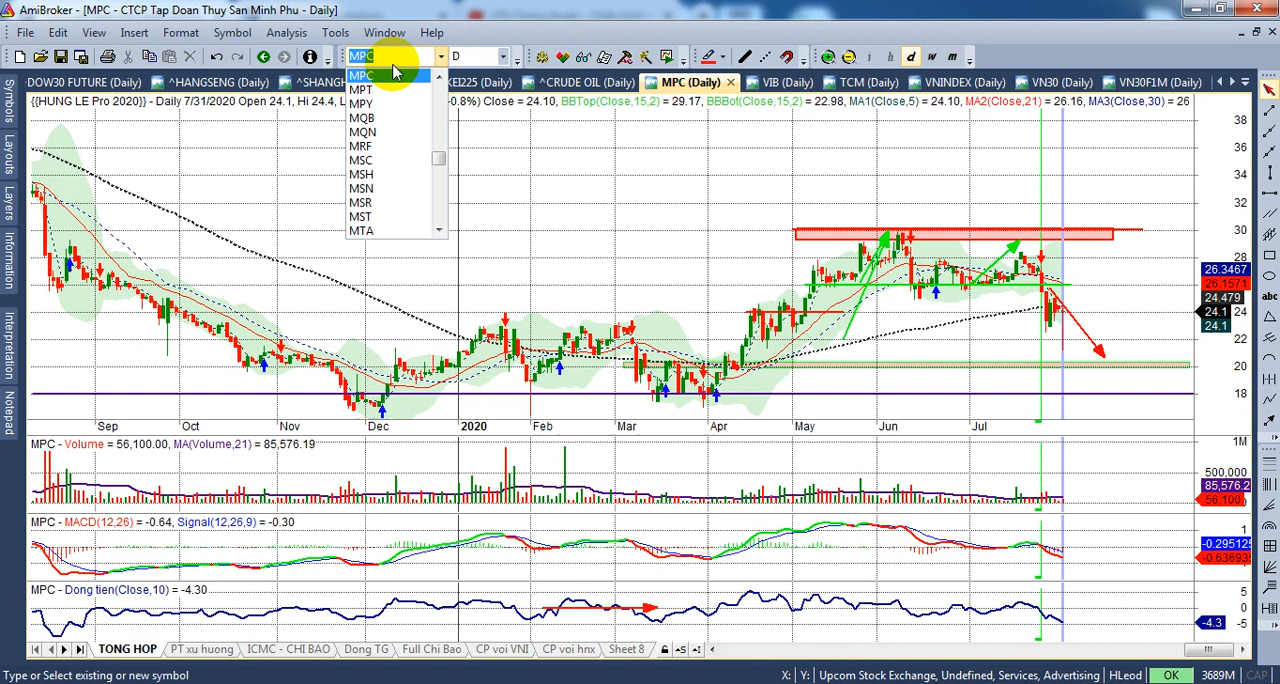 AmiBroker - [MPC - CTCP Tap Doan Thuy San Minh Phu - Daily]
File Edit View Insert Format Symbol Analysis Tools Window Help
MPC D i h d w m
DOW30 FUTURE (Daily) ^HANGSENG (Daily) ^SHANG KE225 (Daily) ^CRUDE OIL (Daily) MPC (Daily) VIB (Daily) TCM (Daily) VNINDEX (Daily) VN30 (Daily) VN30F1M (Daily)
{{HUNG LE Pro 2020}} - Daily 7/31/2020 Open 24.1, Hi 24.4, L -0.8%) Close = 24.10, BBTop(Close,15,2) = 29.17, BBBot(Close,15,2) = 22.98, MA1(Close,5) = 24.10, MA2(Close,21) = 26.16, MA3(Close,30) = 26
MPC
MPT
MPY
MQB
MQN
MRF
MSC
MSH
MSN
MSR
MST
MTA
Symbols
Layouts
Layers
Information
Interpretation
Notepad
38
36
34
32
30
28
26.3467
26.1571
24.479
24
24.1
24.1
22
20
18
Sep Oct Nov Dec 2020 Feb Mar Apr May Jun Jul
MPC - Volume = 56,100.00, MA(Volume,21) = 85,576.19
1M
500,000
85,576.2
56,100
MPC - MACD(12,26) = -0.64, Signal(12,26,9) = -0.30
1
-0.295125
-0.636935
MPC - Dong tien(Close,10) = -4.30
5
0
-4.3
-5
abc
TONG HOP PT xu huong ICMC - CHI BAO Dong TG Full Chi Bao CP voi VNI CP voi hnx Sheet 8
Type or Select existing or new symbol X: Y: Upcom Stock Exchange, Undefined, Services, Advertising HLeod OK 3689M CAP